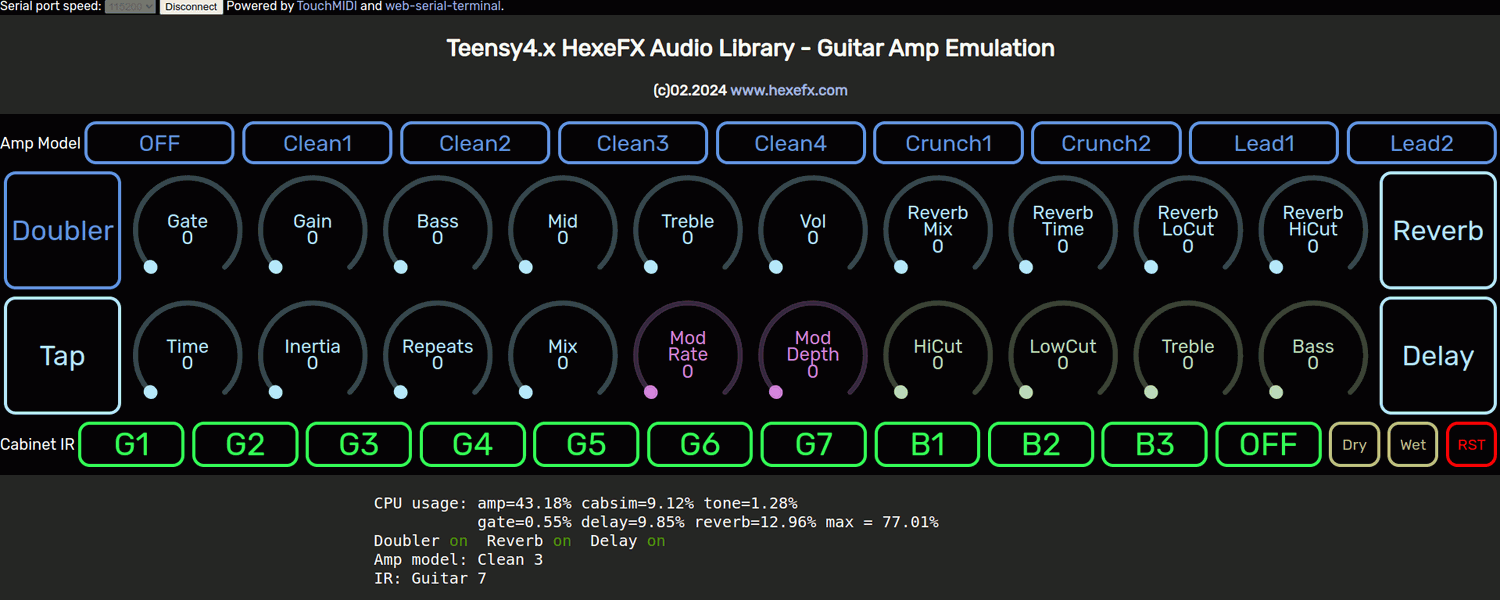 Serial port speed: 115200 Disconnect Powered by TouchMIDI and web-serial-terminal.
Teensy4.x HexeFX Audio Library - Guitar Amp Emulation
(c)02.2024 www.hexefx.com
Amp Model OFF Clean1 Clean2 Clean3 Clean4 Crunch1 Crunch2 Lead1 Lead2
Doubler
Gate
0
Gain
0
Bass
0
Mid
0
Treble
0
Vol
0
Reverb
Mix
0
Reverb
Time
0
Reverb
LoCut
0
Reverb
HiCut
0
Reverb
Tap
Time
0
Inertia
0
Repeats
0
Mix
0
Mod
Rate
0
Mod
Depth
0
HiCut
0
LowCut
0
Treble
0
Bass
0
Delay
Cabinet IR G1 G2 G3 G4 G5 G6 G7 B1 B2 B3 OFF Dry Wet RST
CPU usage: amp=43.18% cabsim=9.12% tone=1.28%
gate=0.55% delay=9.85% reverb=12.96% max = 77.01%
Doubler on Reverb on Delay on
Amp model: Clean 3
IR: Guitar 7